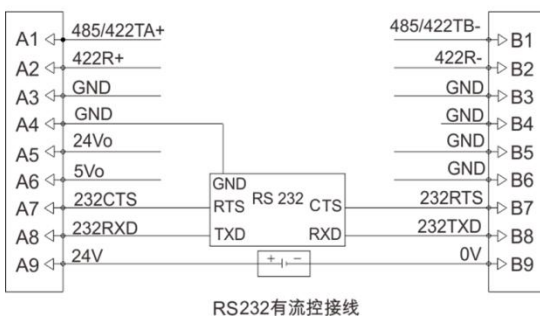 A1 485/422TA+ 485/422TB- B1
A2 422R+ 422R- B2
A3 GND GND B3
A4 GND GND B4
A5 24Vo GND B5
A6 5Vo GND B6
GND
A7 232CTS RTS RS 232 CTS 232RTS B7
A8 232RXD TXD RXD 232TXD B8
A9 24V + - 0V B9
RS232有流控接线